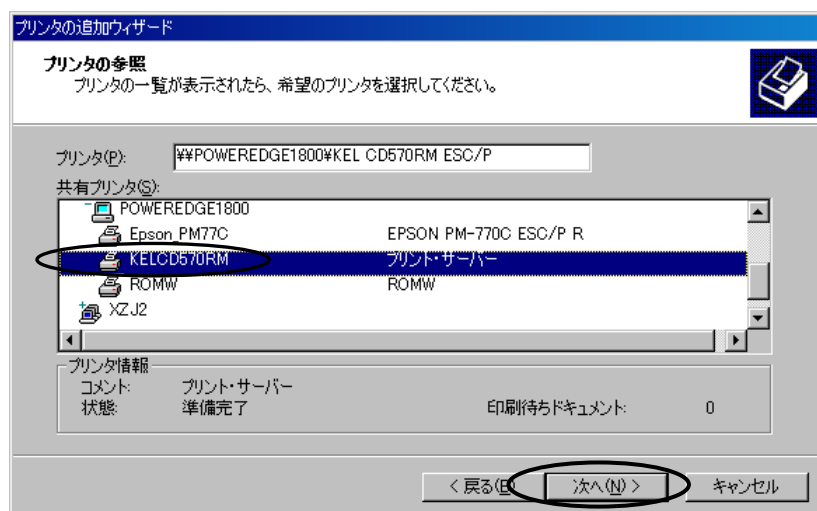 プリンタの追加ウィザード
プリンタの参照
プリンタの一覧が表示されたら、希望のプリンタを選択してください。
プリンタ(P): ¥¥POWEREDGE1800¥KEL CD570RM ESC/P
共有プリンタ(S):
POWEREDGE1800
Epson_PM77C EPSON PM-770C ESC/P R
KELCD570RM プリント・サーバー
ROMW ROMW
XZJ2
プリンタ情報
コメント: プリント・サーバー
状態: 準備完了 印刷待ちドキュメント: 0
< 戻る(B) 次へ(N) > キャンセル